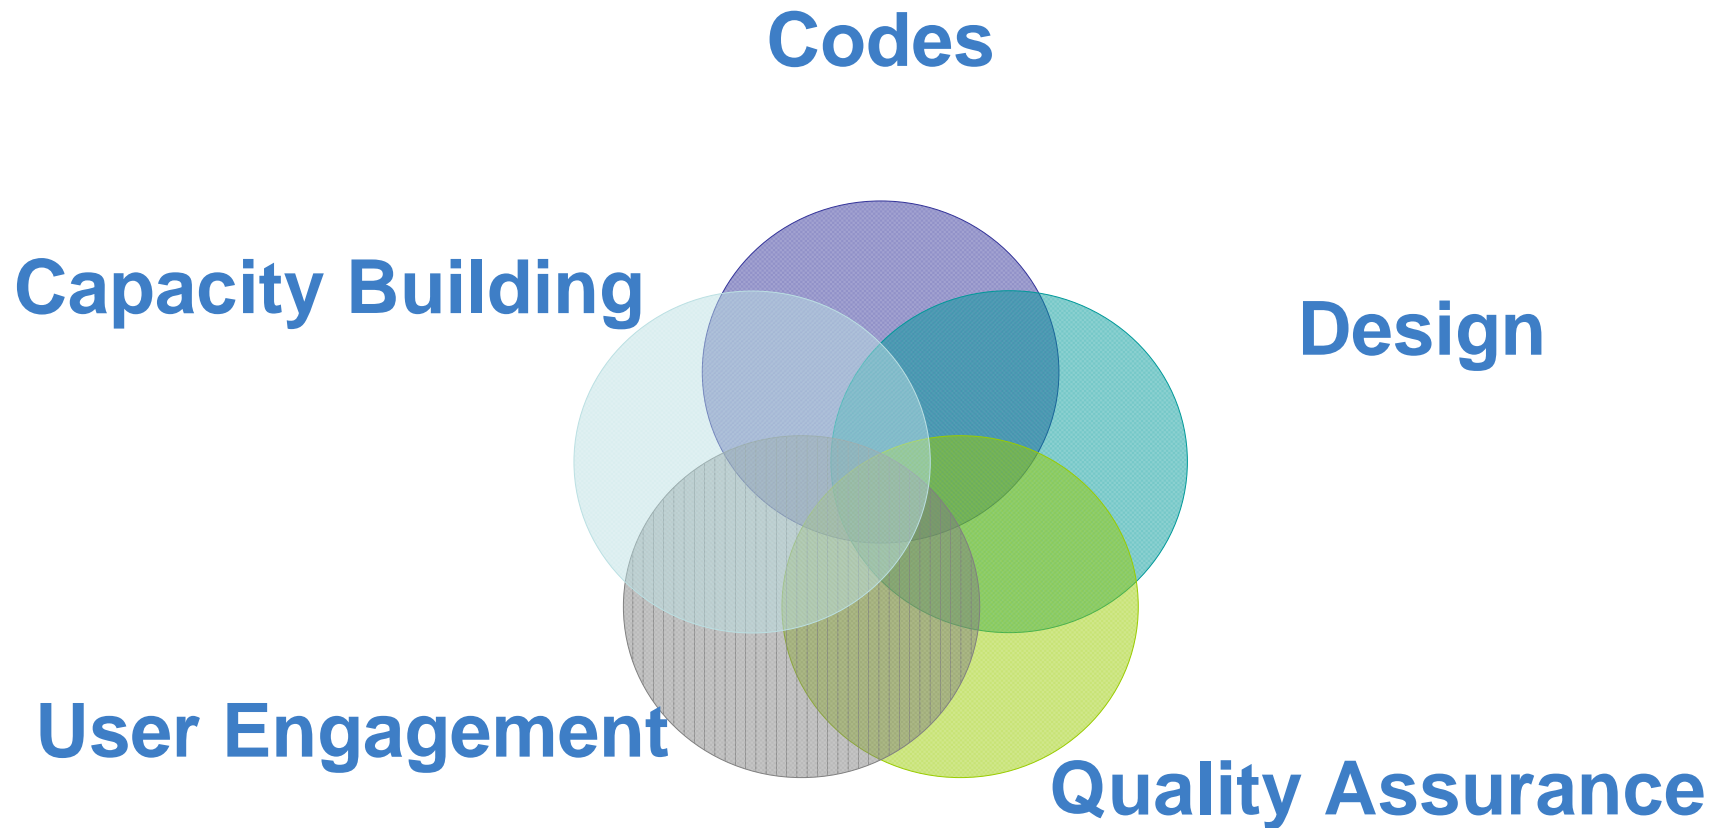 Codes
Capacity Building
Design
User Engagement
Quality Assurance